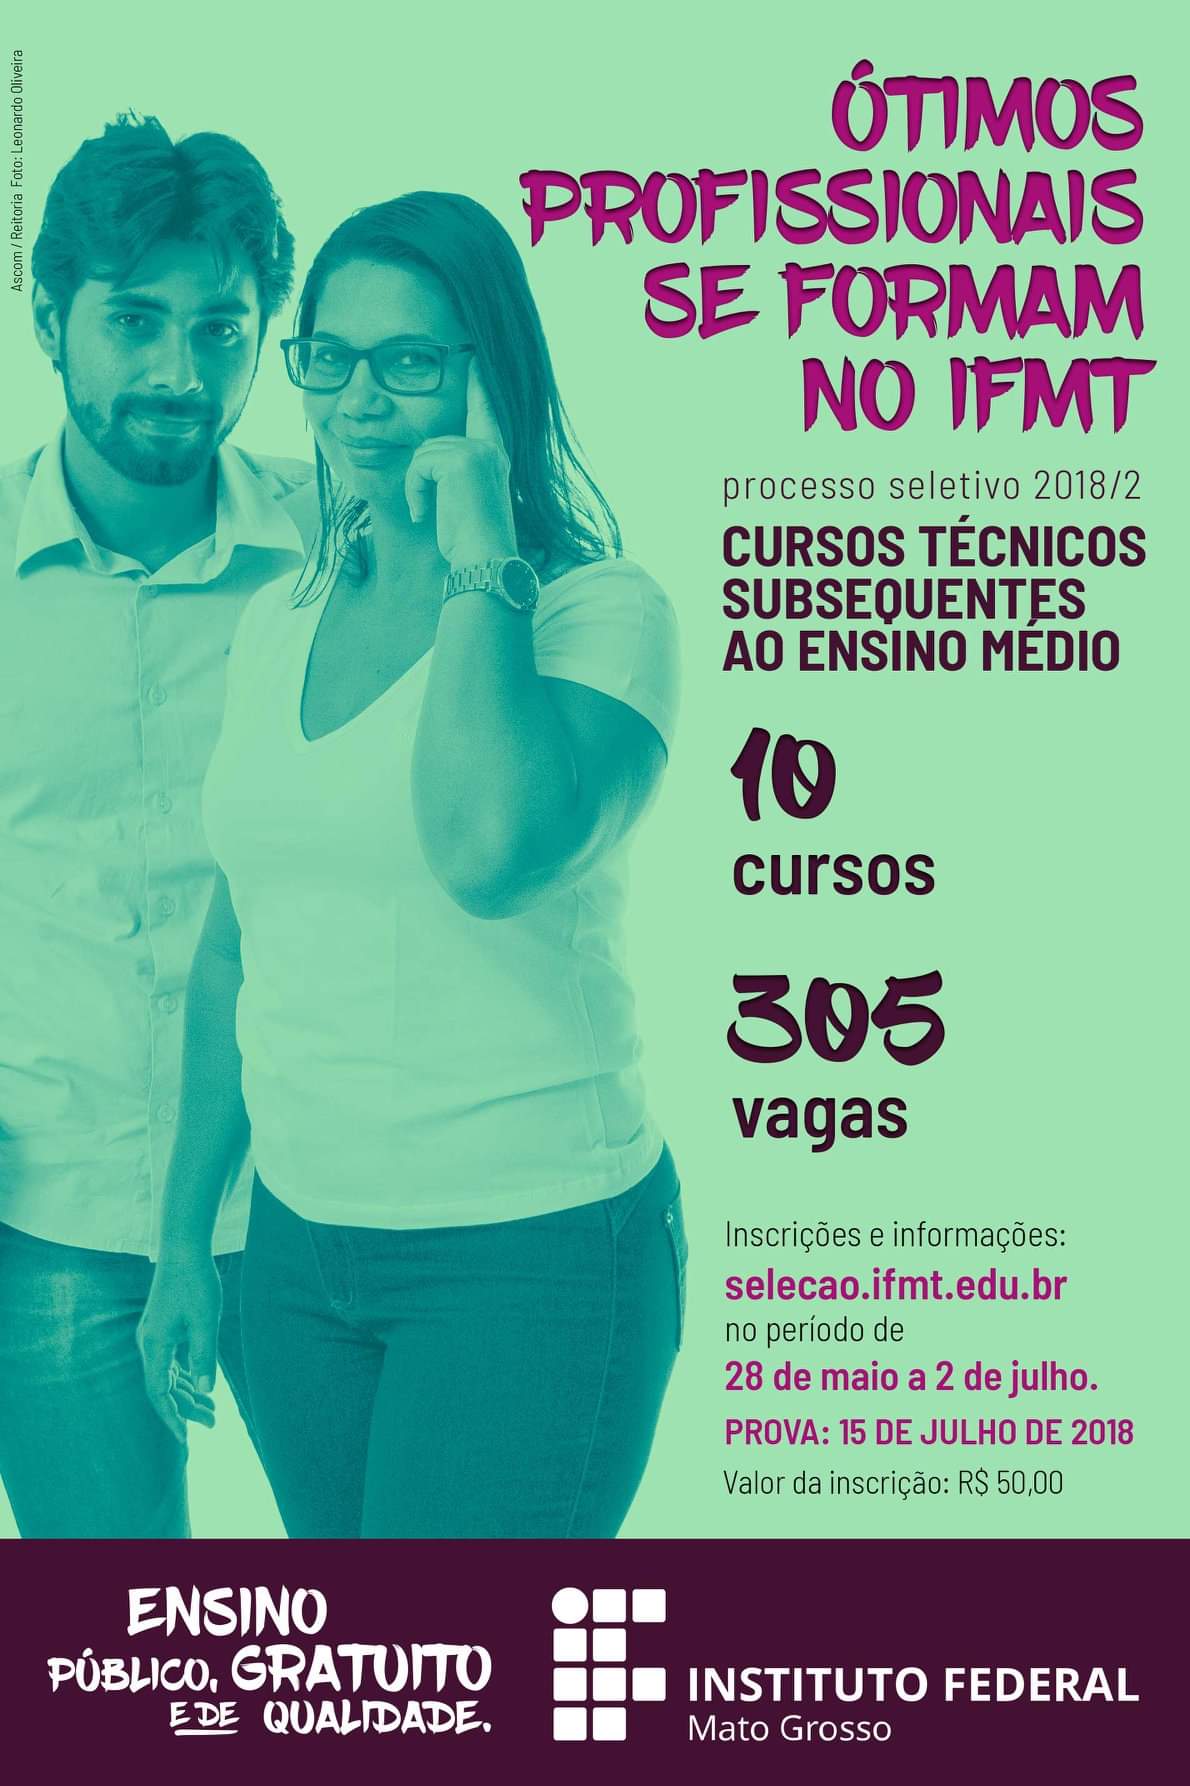 Ascom / Reitoria Foto: Leonardo Oliveira
ÓTIMOS
PROFISSIONAIS
SE FORMAM
NO IFMT
processo seletivo 2018/2
CURSOS TÉCNICOS
SUBSEQUENTES
AO ENSINO MÉDIO
10
cursos
305
vagas
Inscrições e informações:
selecao.ifmt.edu.br
no período de
28 de maio a 2 de julho.
PROVA: 15 DE JULHO DE 2018
Valor da inscrição: R$ 50,00
ENSINO
PÚBLICO, GRATUITO
E DE QUALIDADE.
INSTITUTO FEDERAL
Mato Grosso